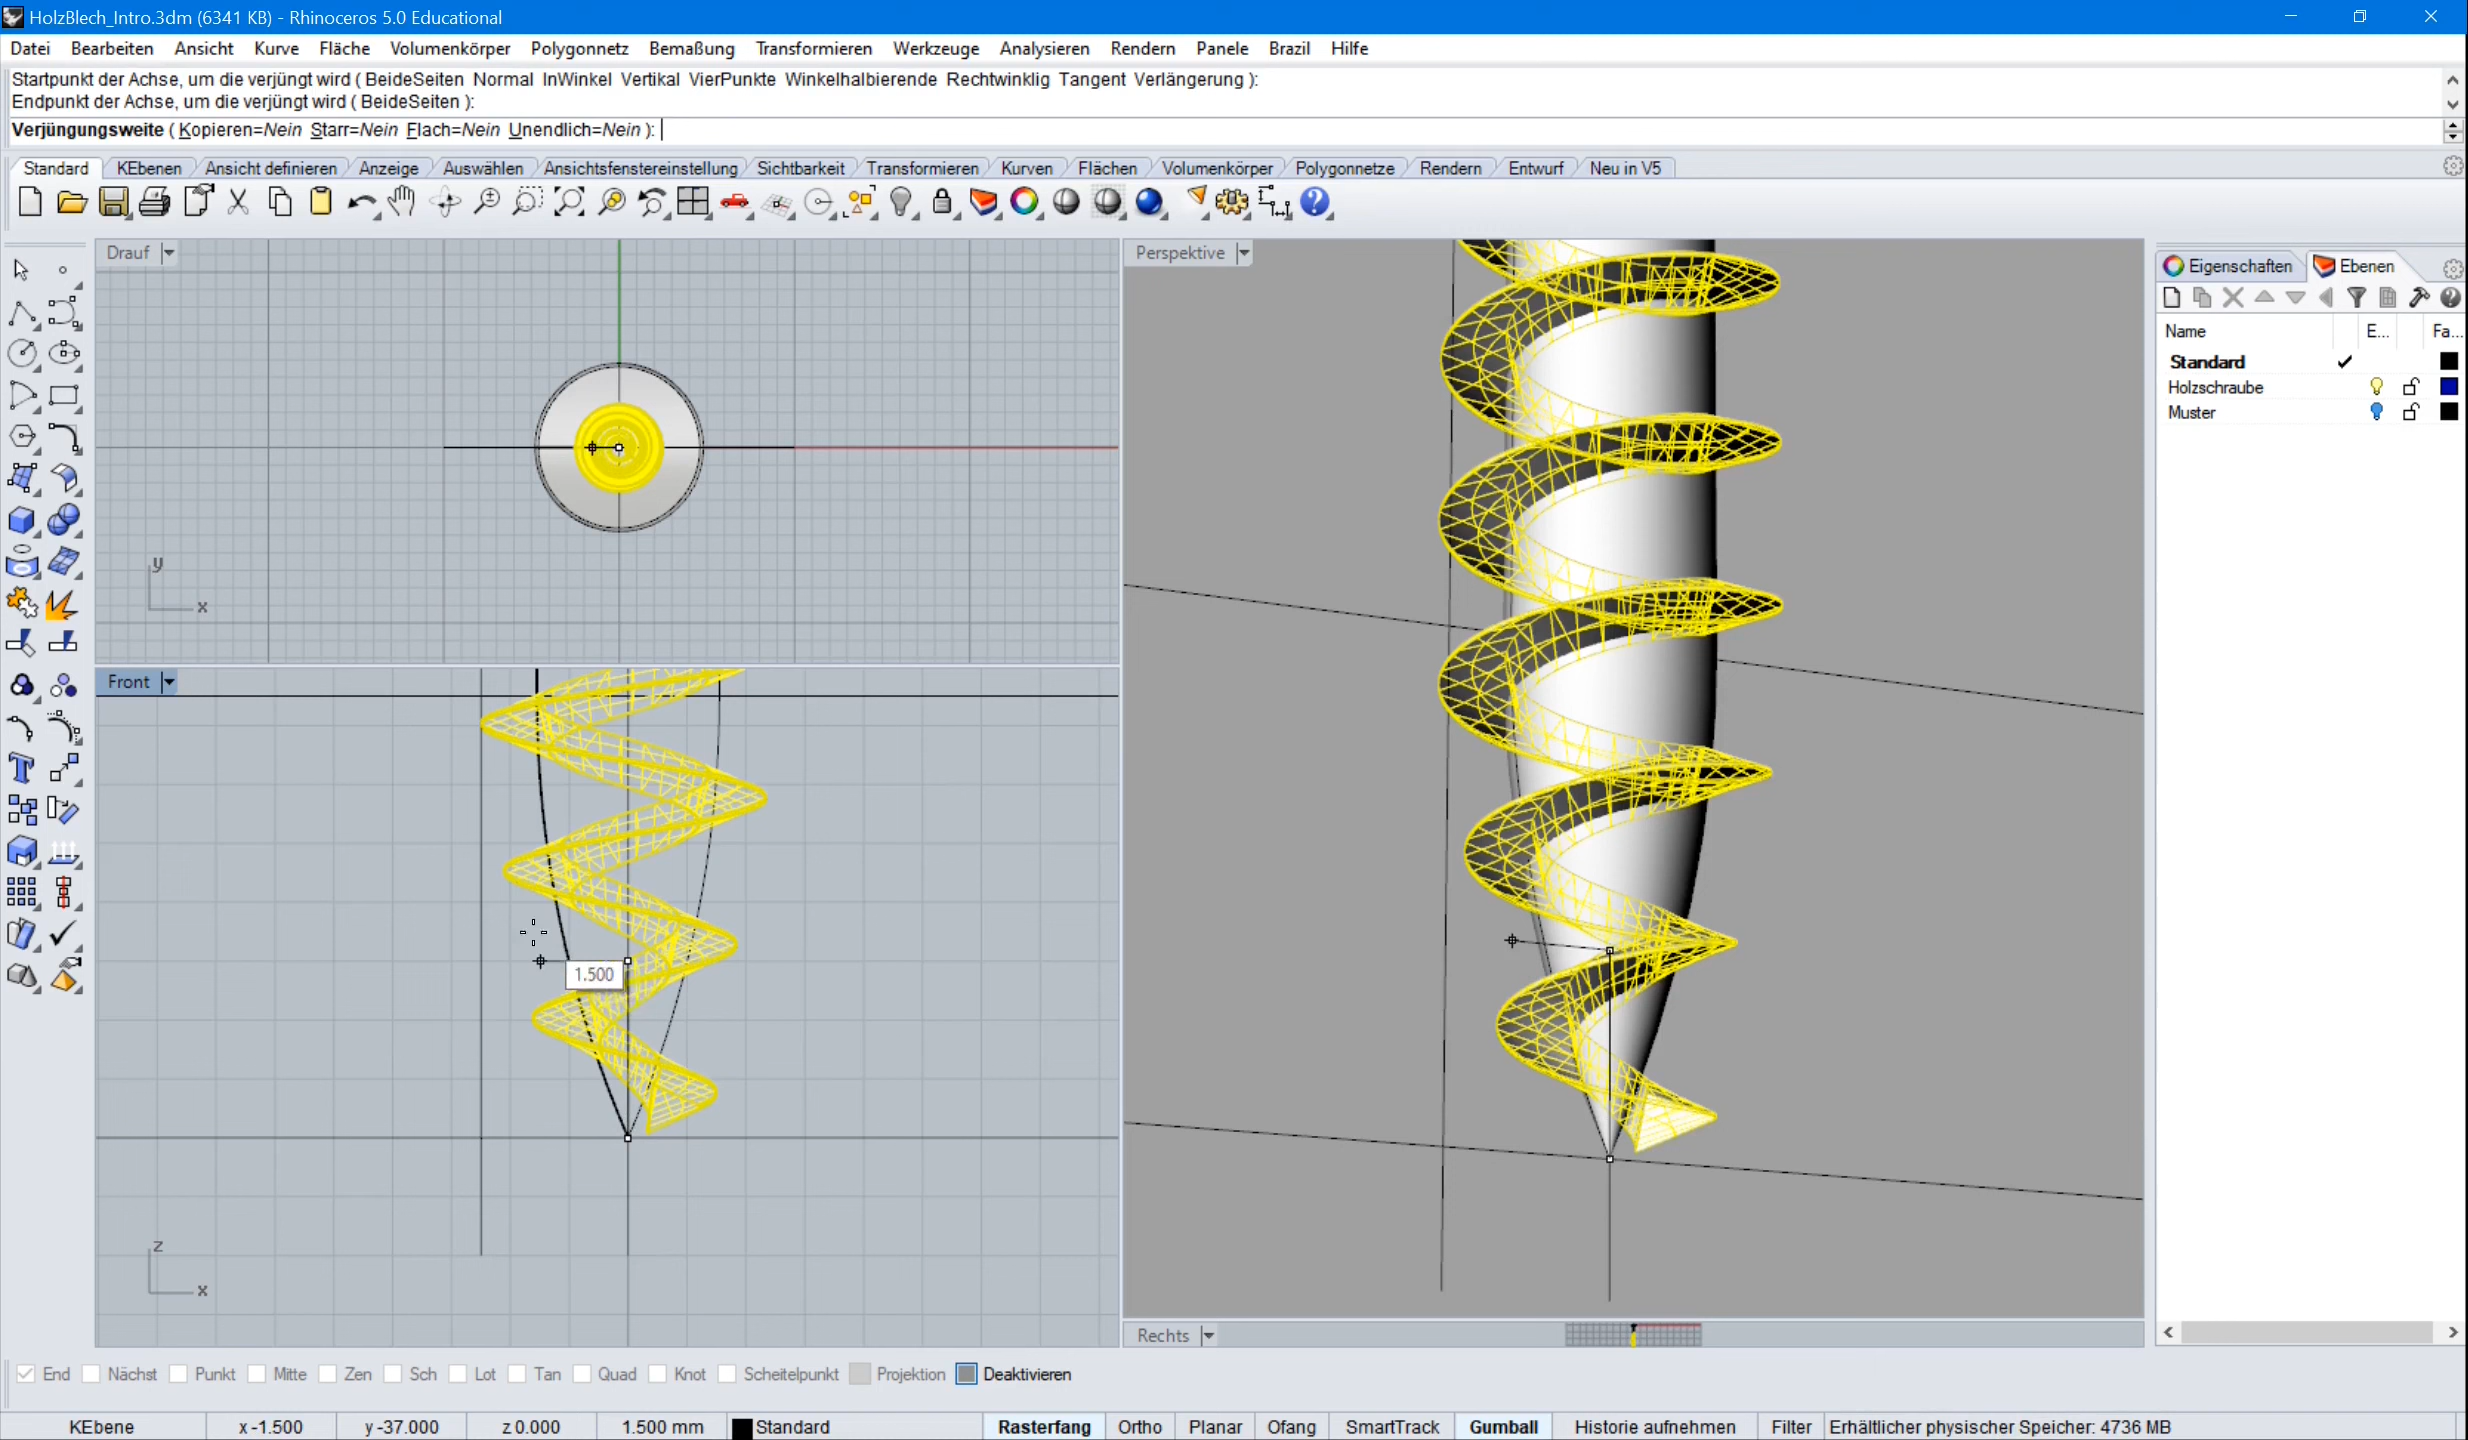 HolzBlech_Intro.3dm (6341 KB) - Rhinoceros 5.0 Educational
Datei Bearbeiten Ansicht Kurve Fläche Volumenkörper Polygonnetz Bemaßung Transformieren Werkzeuge Analysieren Rendern Panele Brazil Hilfe
Startpunkt der Achse, um die verjüngt wird ( BeideSeiten Normal InWinkel Vertikal VierPunkte Winkelhalbierende Rechtwinklig Tangent Verlängerung ):
Endpunkt der Achse, um die verjüngt wird ( BeideSeiten ):
Verjüngungsweite ( Kopieren=Nein Starr=Nein Flach=Nein Unendlich=Nein ):
Standard KEbenen Ansicht definieren Anzeige Auswählen Ansichtsfenstereinstellung Sichtbarkeit Transformieren Kurven Flächen Volumenkörper Polygonnetze Rendern Entwurf Neu in V5
Drauf
y
x
Perspektive
Eigenschaften Ebenen
Name E... Fa...
Standard
Holzschraube
Muster
Front
1.500
z
x
Rechts
End Nächst Punkt Mitte Zen Sch Lot Tan Quad Knot Scheitelpunkt Projektion Deaktivieren
KEbene x -1.500 y -37.000 z 0.000 1.500 mm Standard Rasterfang Ortho Planar Ofang SmartTrack Gumball Historie aufnehmen Filter Erhältlicher physischer Speicher: 4736 MB